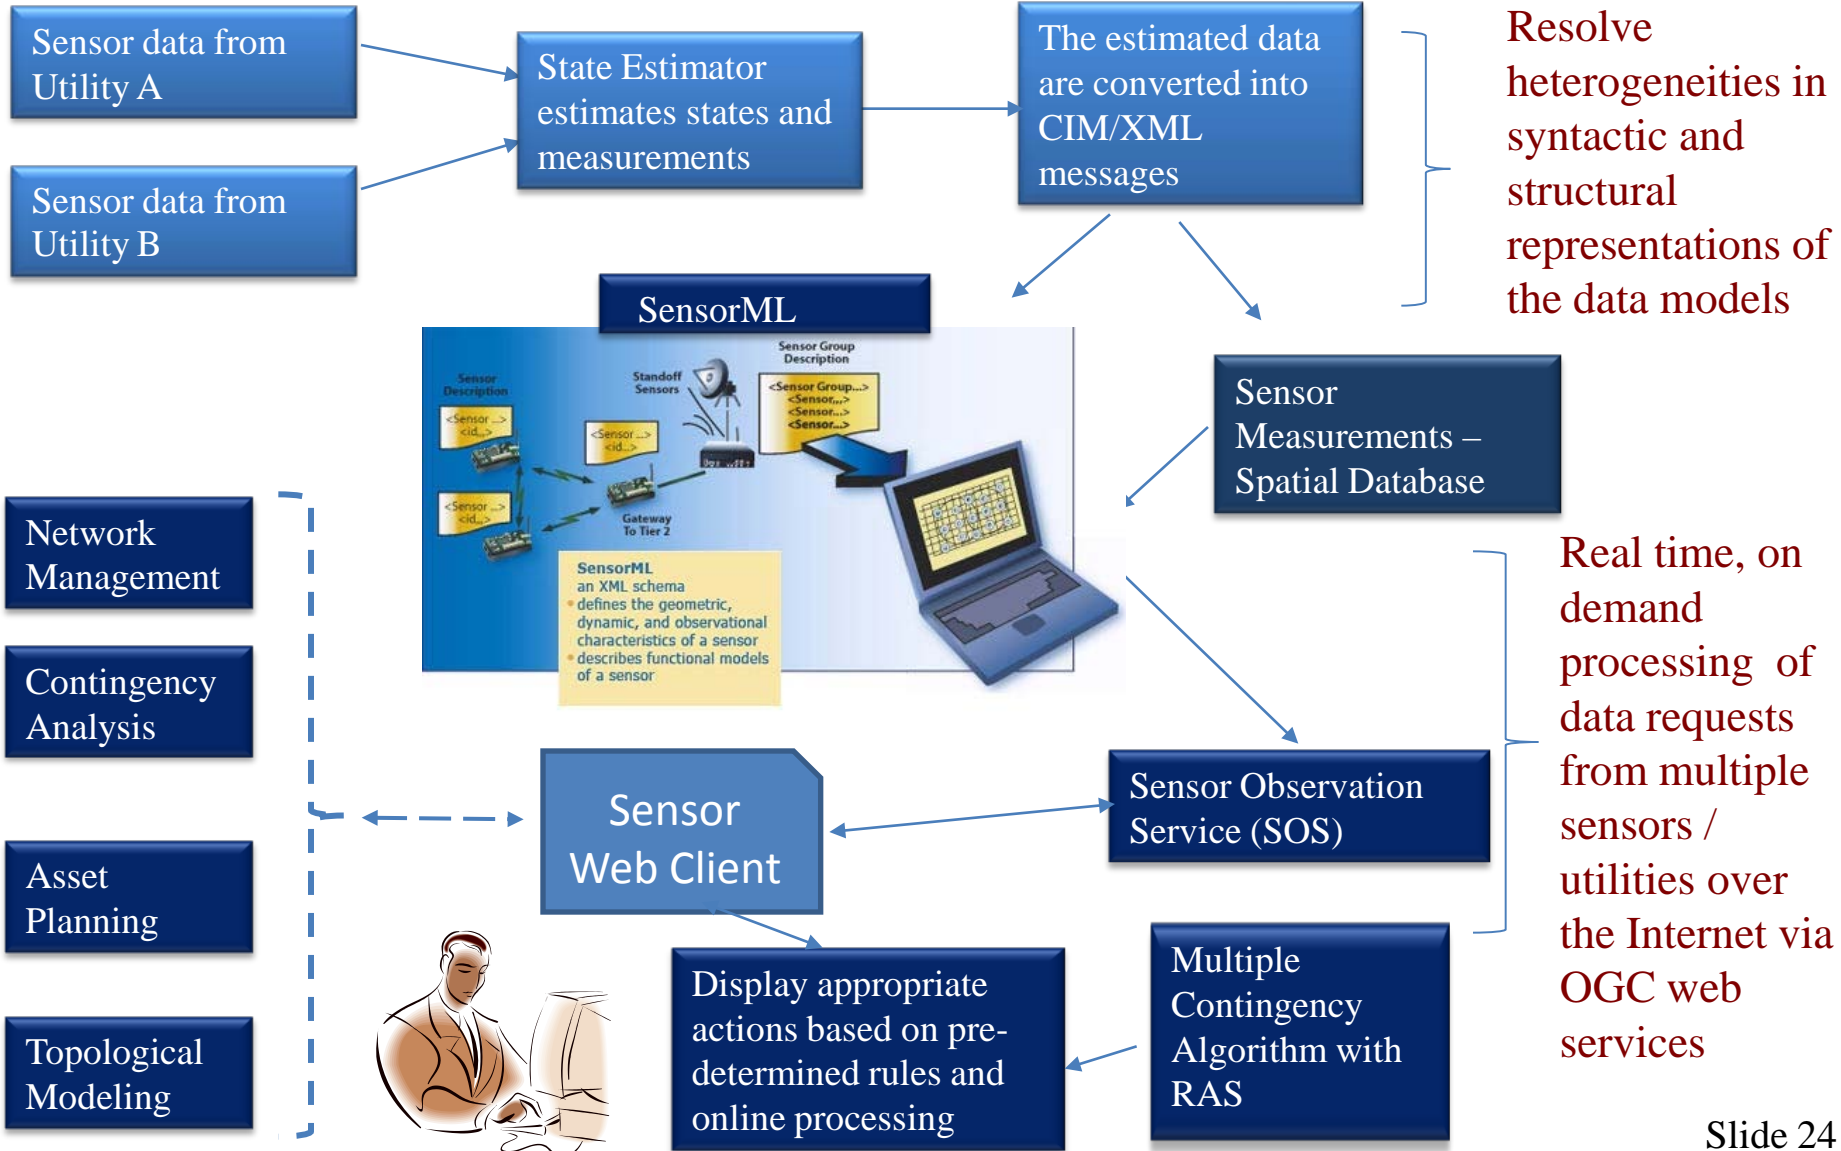 Sensor data from
Utility A
Sensor data from
Utility B
State Estimator
estimates states and
measurements
The estimated data
are converted into
CIM/XML
messages
Resolve
heterogeneities in
syntactic and
structural
representations of
the data models
SensorML
Sensor
Description
<Sensor ...>
<id...>
<Sensor ...>
<id...>
<Sensor ...>
<id...>
Standoff
Sensors
Sensor Group
Description
<Sensor Group...>
<Sensor...>
<Sensor...>
<Sensor...>
Gateway
To Tier 2
SensorML
an XML schema
• defines the geometric,
dynamic, and observational
characteristics of a sensor
• describes functional models
of a sensor
Sensor
Measurements –
Spatial Database
Network
Management
Contingency
Analysis
Asset
Planning
Topological
Modeling
Sensor
Web Client
Sensor Observation
Service (SOS)
Real time, on
demand
processing  of
data requests
from multiple
sensors /
utilities over
the Internet via
OGC web
services
Display appropriate
actions based on pre-
determined rules and
online processing
Multiple
Contingency
Algorithm with
RAS
Slide 24